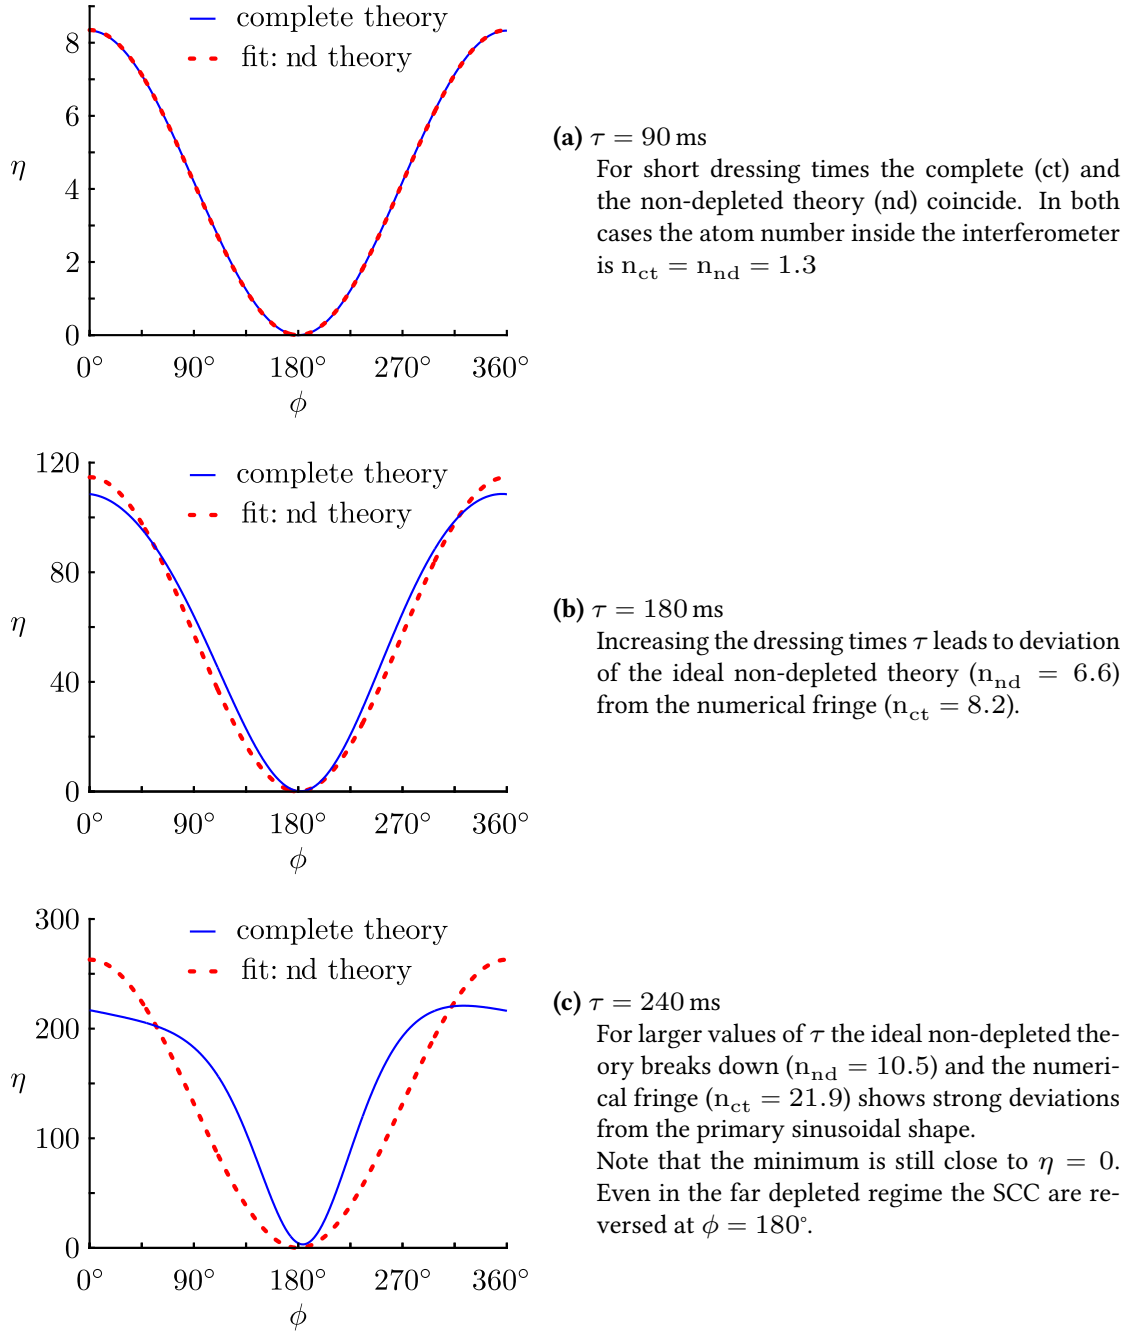 8
6
4
2
0
η
complete theory
fit: nd theory
0° 90° 180° 270° 360°
ϕ
(a) τ = 90 ms
For short dressing times the complete (ct) and
the non-depleted theory (nd) coincide. In both
cases the atom number inside the interferometer
is n_ct = n_nd = 1.3
120
80
40
0
η
complete theory
fit: nd theory
0° 90° 180° 270° 360°
ϕ
(b) τ = 180 ms
Increasing the dressing times τ leads to deviation
of the ideal non-depleted theory (n_nd = 6.6)
from the numerical fringe (n_ct = 8.2).
300
200
100
0
η
complete theory
fit: nd theory
0° 90° 180° 270° 360°
ϕ
(c) τ = 240 ms
For larger values of τ the ideal non-depleted the-
ory breaks down (n_nd = 10.5) and the numeri-
cal fringe (n_ct = 21.9) shows strong deviations
from the primary sinusoidal shape.
Note that the minimum is still close to η = 0.
Even in the far depleted regime the SCC are re-
versed at ϕ = 180°.